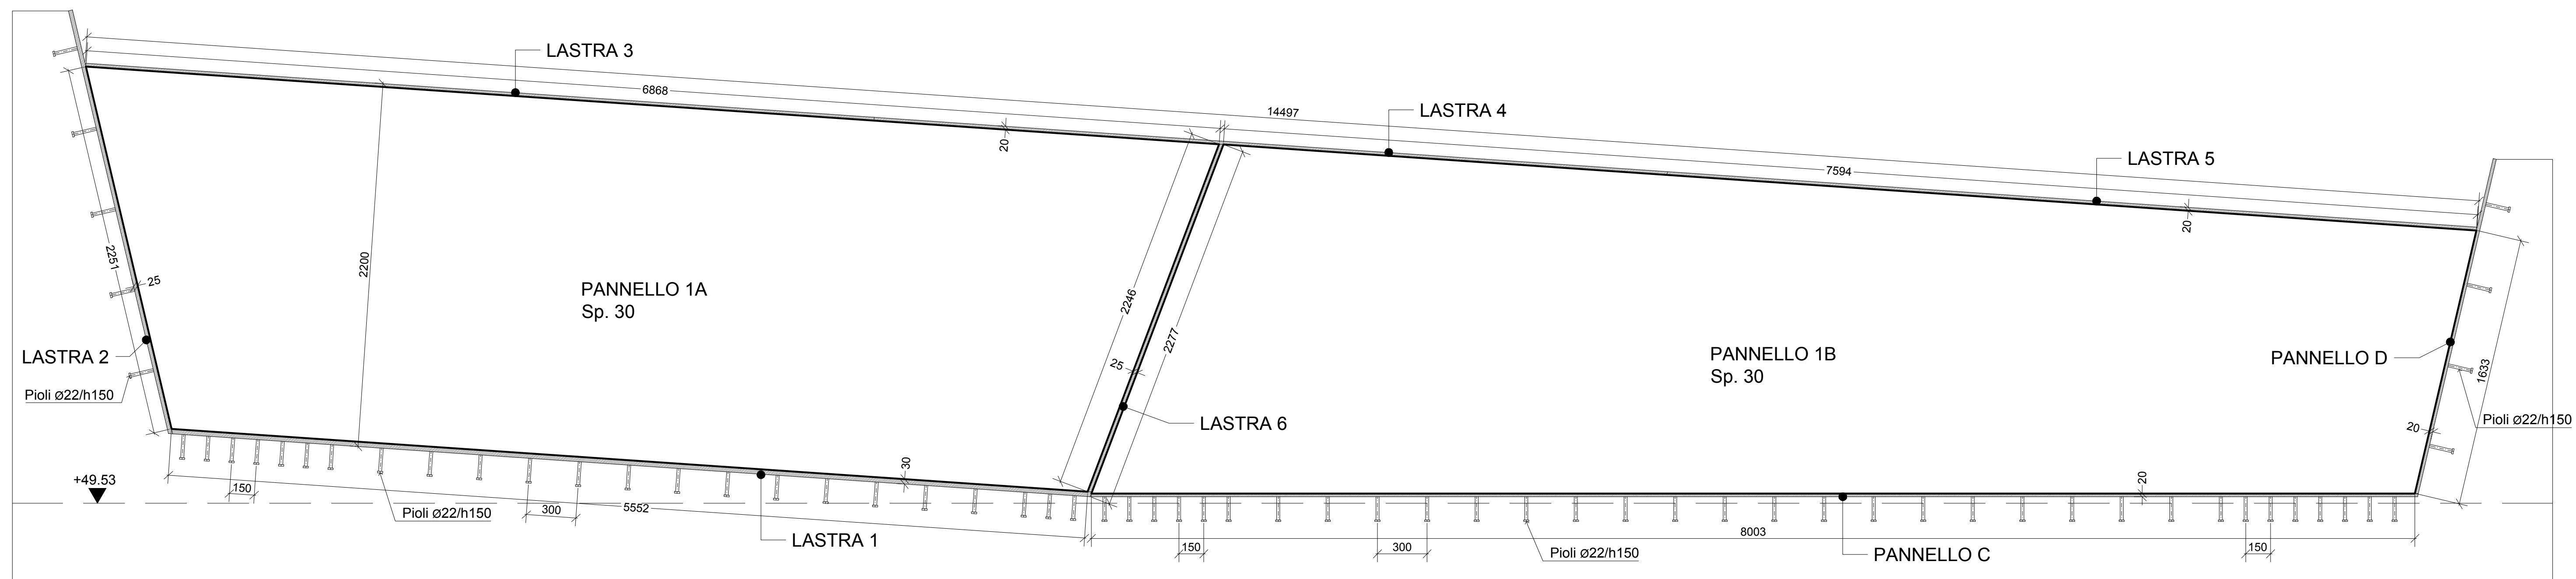 LASTRA 3
6868
14497
LASTRA 4
LASTRA 5
7594
20
20
2251
25
2200
PANNELLO 1A
Sp. 30
2246
2277
25
PANNELLO 1B
Sp. 30
LASTRA 2
Pioli ø22/h150
PANNELLO D
1633
Pioli ø22/h150
LASTRA 6
20
+49.53
150
Pioli ø22/h150
300
5552
30
LASTRA 1
20
8003
150
300
Pioli ø22/h150
PANNELLO C
150